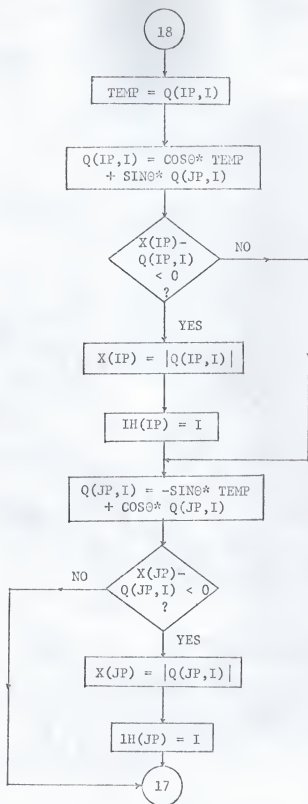 18
TEMP = Q(IP,I)
Q(IP,I) = COSθ* TEMP
+ SINθ* Q(JP,I)
X(IP)-
Q(IP,I)
< 0
?
NO
YES
X(IP) = |Q(IP,I)|
IH(IP) = I
Q(JP,I) = -SINθ* TEMP
+ COSθ* Q(JP,I)
X(JP)-
Q(JP,I) < 0
?
NO
YES
X(JP) = |Q(JP,I)|
IH(JP) = I
17